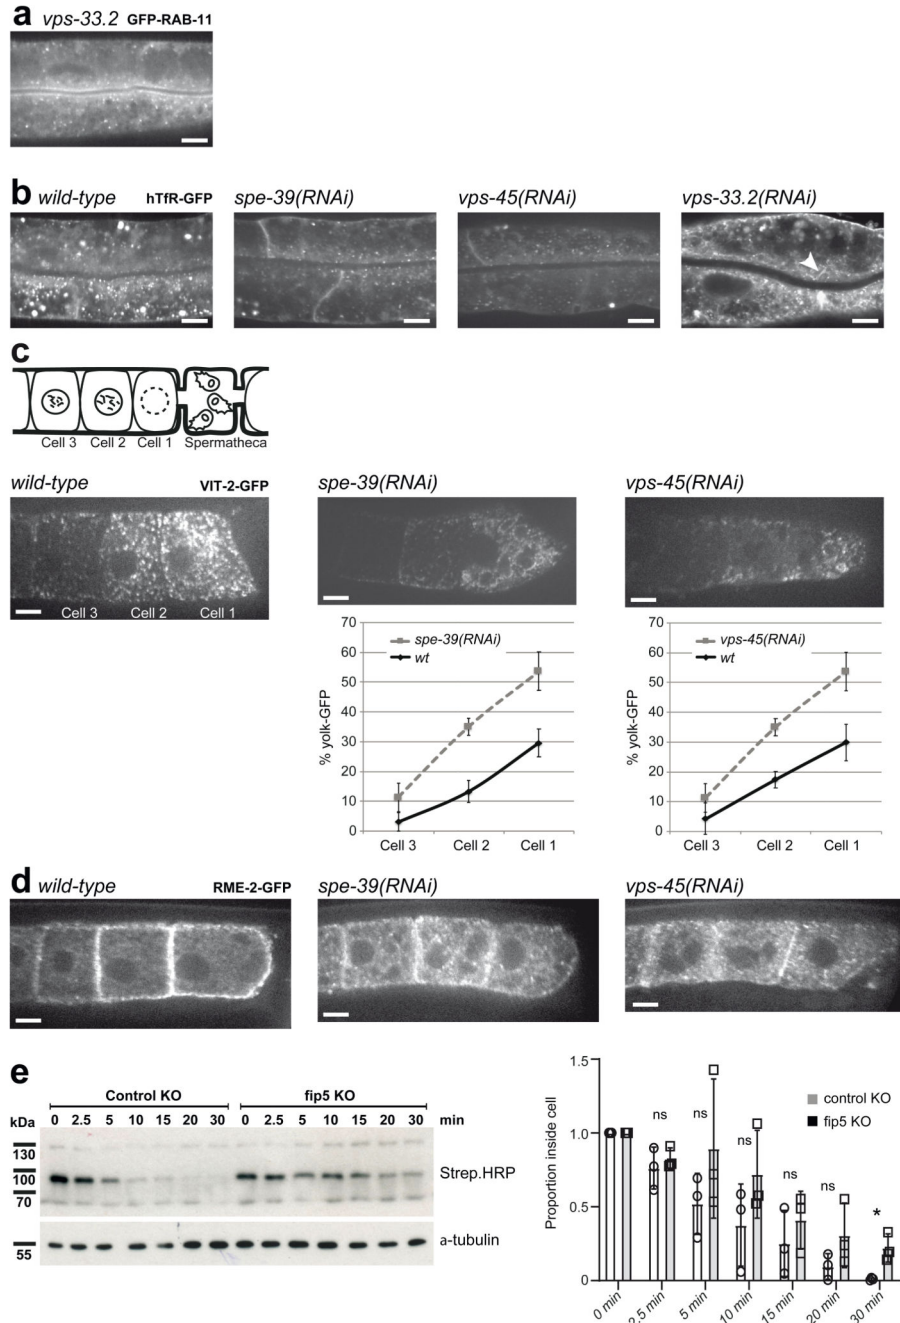 a vps-33.2 GFP-RAB-11
b wild-type hTfR-GFP spe-39(RNAi) vps-45(RNAi) vps-33.2(RNAi)
c
Cell 3 Cell 2 Cell 1 Spermatheca
wild-type VIT-2-GFP spe-39(RNAi) vps-45(RNAi)
Cell 3 Cell 2 Cell 1
% yolk-GFP
70
60
50
40
30
20
10
0
spe-39(RNAi)
wt
Cell 3 Cell 2 Cell 1
% yolk-GFP
70
60
50
40
30
20
10
0
vps-45(RNAi)
wt
Cell 3 Cell 2 Cell 1
d wild-type RME-2-GFP spe-39(RNAi) vps-45(RNAi)
e
Control KO fip5 KO
kDa 0 2.5 5 10 15 20 30 0 2.5 5 10 15 20 30 min
130
100
70
Strep.HRP
55
a-tubulin
Proportion inside cell
1.5
1.0
0.5
0
control KO
fip5 KO
ns ns ns ns ns *
0 min 2.5 min 5 min 10 min 15 min 20 min 30 min